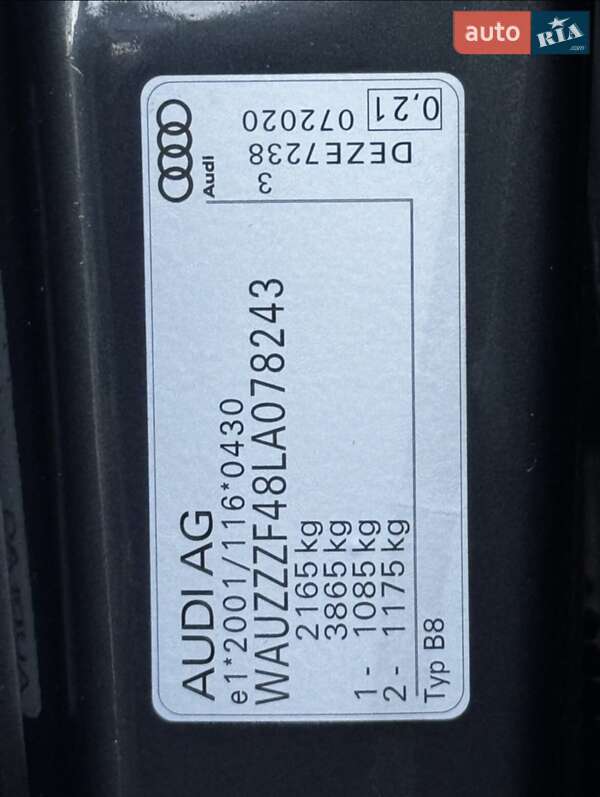 auto
RIA
.com
AUDI AG
e1*2001/116*0430
WAUZZZF48LA078243
2165 kg
3865 kg
1 - 1085 kg
2 - 1175 kg
Typ B8
Audi
3
DEZE7238
072020
0,21